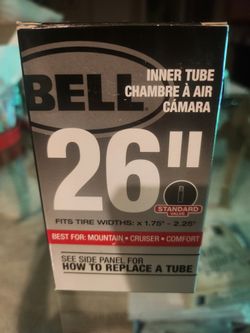 BELL
INNER TUBE
CHAMBRE À AIR
CÁMARA
26"
STANDARD
VALVE
FITS TIRE WIDTHS: x 1.75" - 2.25"
BEST FOR: MOUNTAIN • CRUISER • COMFORT
SEE SIDE PANEL FOR
HOW TO REPLACE A TUBE